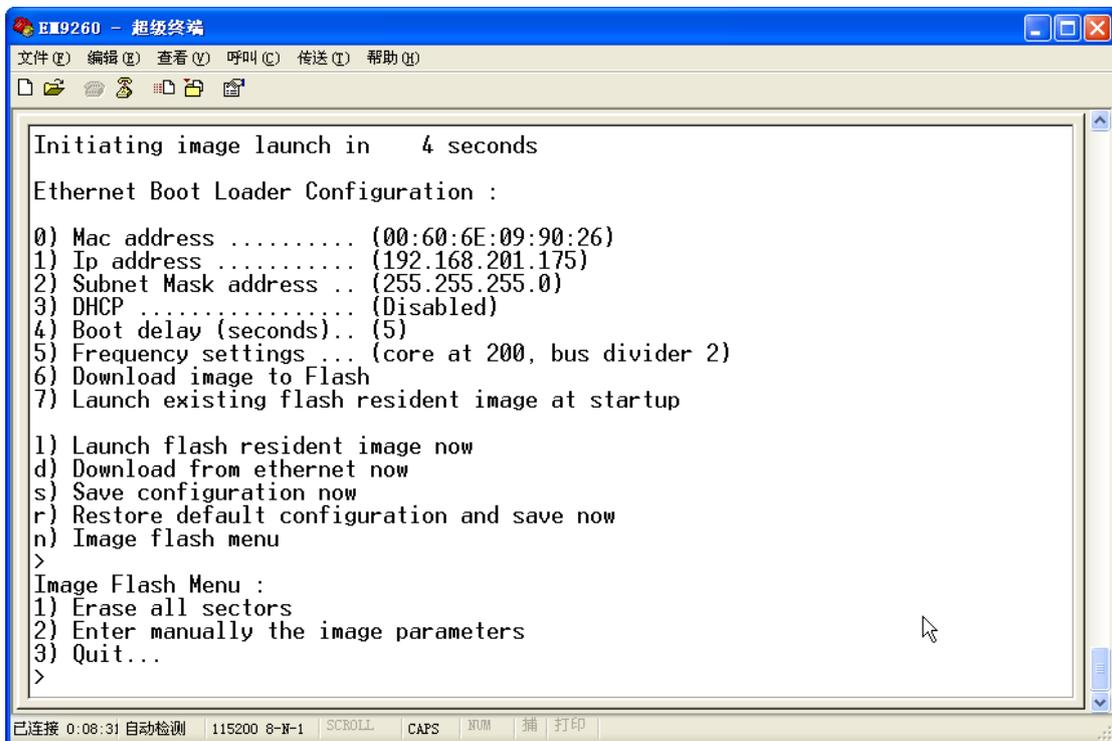 EM9260 - 超级终端
文件(F) 编辑(E) 查看(V) 呼叫(C) 传送(T) 帮助(H)
Initiating image launch in    4 seconds
Ethernet Boot Loader Configuration :
0) Mac address .......... (00:60:6E:09:90:26)
1) Ip address ........... (192.168.201.175)
2) Subnet Mask address .. (255.255.255.0)
3) DHCP ................. (Disabled)
4) Boot delay (seconds).. (5)
5) Frequency settings ... (core at 200, bus divider 2)
6) Download image to Flash
7) Launch existing flash resident image at startup
l) Launch flash resident image now
d) Download from ethernet now
s) Save configuration now
r) Restore default configuration and save now
n) Image flash menu
>
Image Flash Menu :
1) Erase all sectors
2) Enter manually the image parameters
3) Quit...
>
已连接 0:08:31 自动检测 115200 8-N-1 SCROLL CAPS NUM 捕 打印